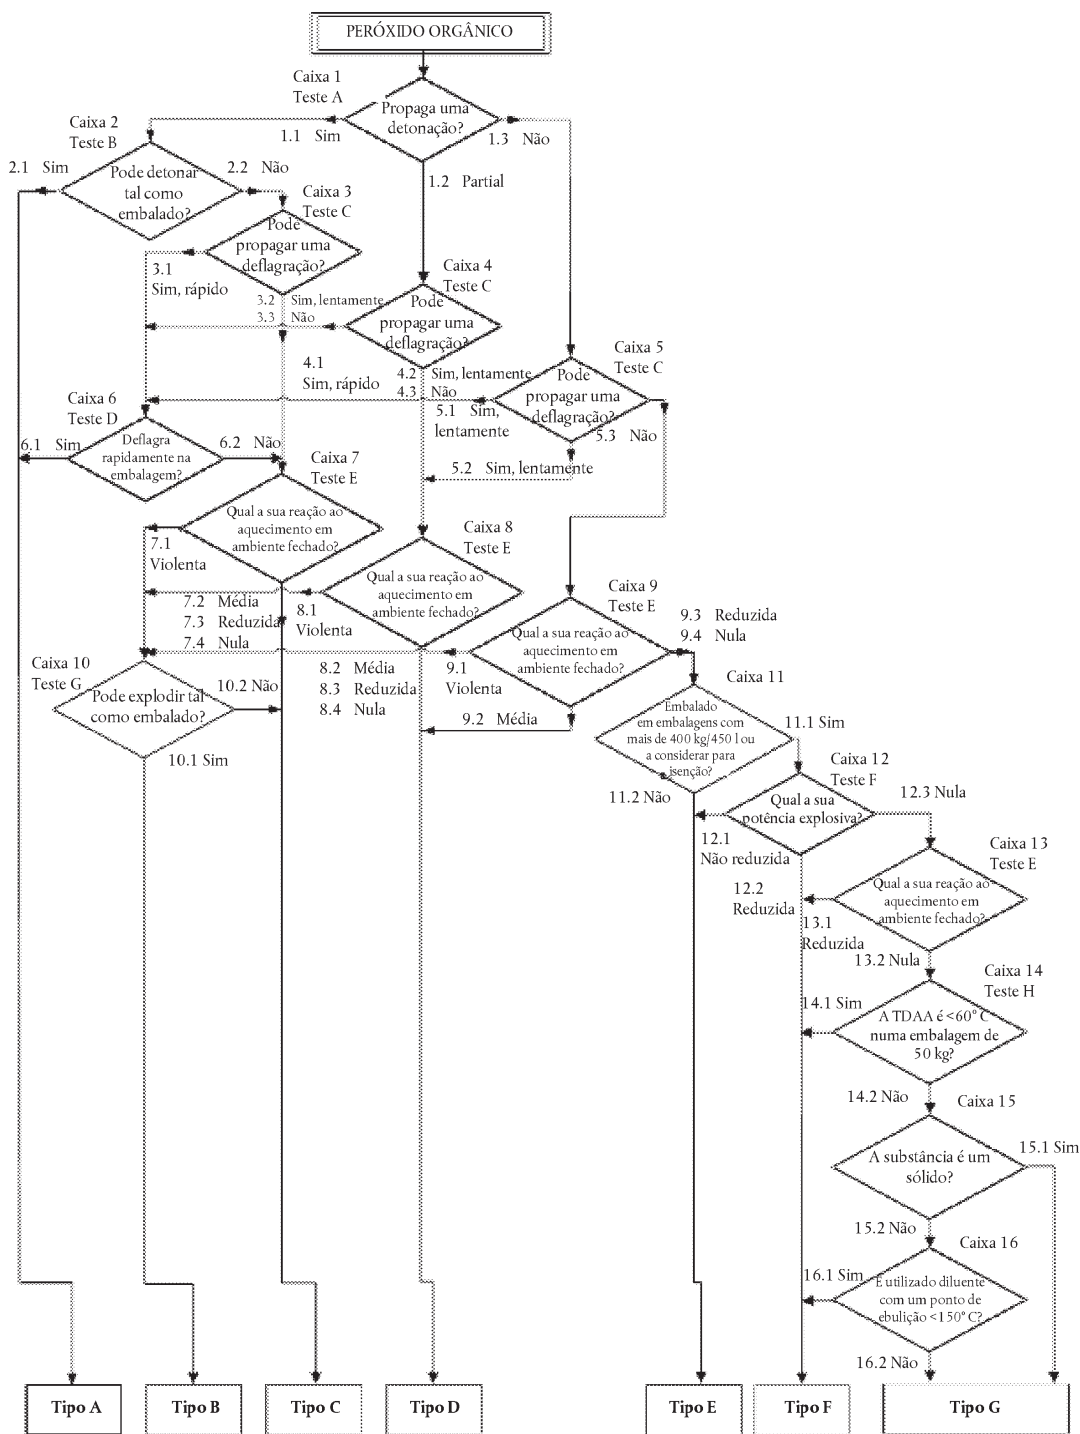 PERÓXIDO ORGÂNICO
Caixa 1
Teste A
Propaga uma
detonação?
1.1 Sim
1.3 Não
1.2 Partial
Caixa 2
Teste B
2.1 Sim
2.2 Não
Pode detonar
tal como
embalado?
Caixa 3
Teste C
Pode
propagar uma
deflagração?
3.1
Sim, rápido
3.2 Sim, lentamente
3.3 Não
Caixa 4
Teste C
Pode
propagar uma
deflagração?
4.1
Sim, rápido
4.2 Sim, lentamente
4.3 Não
Caixa 5
Teste C
Pode
propagar uma
deflagração?
5.1 Sim,
lentamente
5.3 Não
5.2 Sim, lentamente
Caixa 6
Teste D
6.1 Sim
6.2 Não
Deflagra
rapidamente na
embalagem?
Caixa 7
Teste E
Qual a sua reação ao
aquecimento em
ambiente fechado?
7.1
Violenta
7.2 Média
7.3 Reduzida
7.4 Nula
Caixa 8
Teste E
Qual a sua reação ao
aquecimento em
ambiente fechado?
8.1
Violenta
8.2 Média
8.3 Reduzida
8.4 Nula
Caixa 9
Teste E
Qual a sua reação ao
aquecimento em
ambiente fechado?
9.3 Reduzida
9.4 Nula
9.1
Violenta
9.2 Média
Caixa 10
Teste G
Pode explodir tal
como embalado?
10.2 Não
10.1 Sim
Caixa 11
Embalado
em embalagens com
mais de 400 kg/450 l ou
a considerar para
isenção?
11.1 Sim
11.2 Não
Caixa 12
Teste F
Qual a sua
potência explosiva?
12.3 Nula
12.1
Não reduzida
12.2
Reduzida
Caixa 13
Teste E
Qual a sua reação ao
aquecimento em
ambiente fechado?
13.1
Reduzida
13.2 Nula
Caixa 14
Teste H
14.1 Sim
A TDAA é <60° C
numa embalagem de
50 kg?
14.2 Não
Caixa 15
A substância é um
sólido?
15.1 Sim
15.2 Não
Caixa 16
16.1 Sim
É utilizado diluente
com um ponto de
ebulição <150° C?
16.2 Não
Tipo A
Tipo B
Tipo C
Tipo D
Tipo E
Tipo F
Tipo G